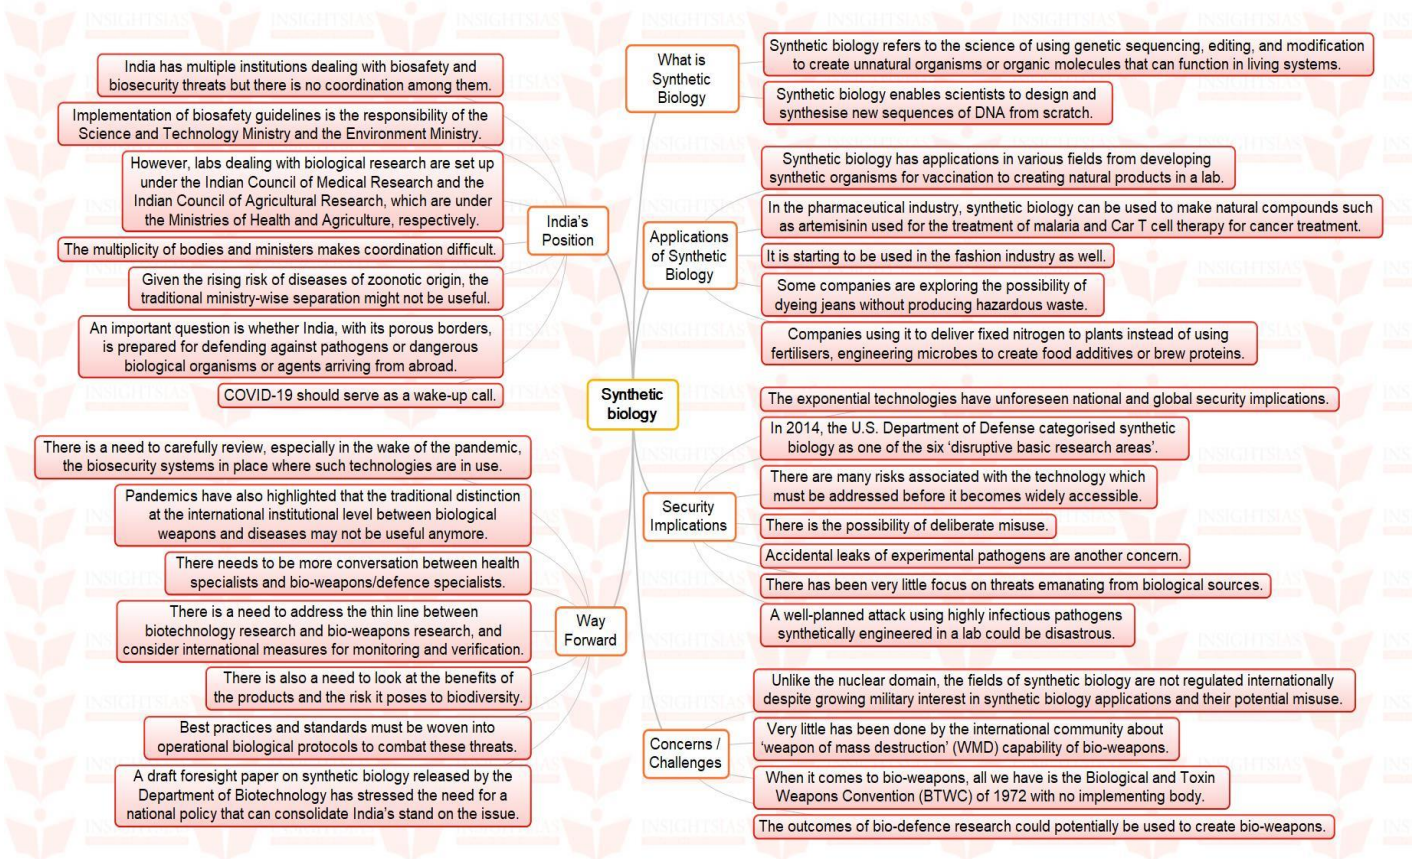 Synthetic
biology
What is
Synthetic
Biology
Synthetic biology refers to the science of using genetic sequencing, editing, and modification
to create unnatural organisms or organic molecules that can function in living systems.
Synthetic biology enables scientists to design and
synthesise new sequences of DNA from scratch.
Applications
of Synthetic
Biology
Synthetic biology has applications in various fields from developing
synthetic organisms for vaccination to creating natural products in a lab.
In the pharmaceutical industry, synthetic biology can be used to make natural compounds such
as artemisinin used for the treatment of malaria and Car T cell therapy for cancer treatment.
It is starting to be used in the fashion industry as well.
Some companies are exploring the possibility of
dyeing jeans without producing hazardous waste.
Companies using it to deliver fixed nitrogen to plants instead of using
fertilisers, engineering microbes to create food additives or brew proteins.
Security
Implications
The exponential technologies have unforeseen national and global security implications.
In 2014, the U.S. Department of Defense categorised synthetic
biology as one of the six ‘disruptive basic research areas’.
There are many risks associated with the technology which
must be addressed before it becomes widely accessible.
There is the possibility of deliberate misuse.
Accidental leaks of experimental pathogens are another concern.
There has been very little focus on threats emanating from biological sources.
A well-planned attack using highly infectious pathogens
synthetically engineered in a lab could be disastrous.
Concerns /
Challenges
Unlike the nuclear domain, the fields of synthetic biology are not regulated internationally
despite growing military interest in synthetic biology applications and their potential misuse.
Very little has been done by the international community about
‘weapon of mass destruction’ (WMD) capability of bio-weapons.
When it comes to bio-weapons, all we have is the Biological and Toxin
Weapons Convention (BTWC) of 1972 with no implementing body.
The outcomes of bio-defence research could potentially be used to create bio-weapons.
India’s
Position
India has multiple institutions dealing with biosafety and
biosecurity threats but there is no coordination among them.
Implementation of biosafety guidelines is the responsibility of the
Science and Technology Ministry and the Environment Ministry.
However, labs dealing with biological research are set up
under the Indian Council of Medical Research and the
Indian Council of Agricultural Research, which are under
the Ministries of Health and Agriculture, respectively.
The multiplicity of bodies and ministers makes coordination difficult.
Given the rising risk of diseases of zoonotic origin, the
traditional ministry-wise separation might not be useful.
An important question is whether India, with its porous borders,
is prepared for defending against pathogens or dangerous
biological organisms or agents arriving from abroad.
COVID-19 should serve as a wake-up call.
Way
Forward
There is a need to carefully review, especially in the wake of the pandemic,
the biosecurity systems in place where such technologies are in use.
Pandemics have also highlighted that the traditional distinction
at the international institutional level between biological
weapons and diseases may not be useful anymore.
There needs to be more conversation between health
specialists and bio-weapons/defence specialists.
There is a need to address the thin line between
biotechnology research and bio-weapons research, and
consider international measures for monitoring and verification.
There is also a need to look at the benefits of
the products and the risk it poses to biodiversity.
Best practices and standards must be woven into
operational biological protocols to combat these threats.
A draft foresight paper on synthetic biology released by the
Department of Biotechnology has stressed the need for a
national policy that can consolidate India’s stand on the issue.
INSIGHTSIAS